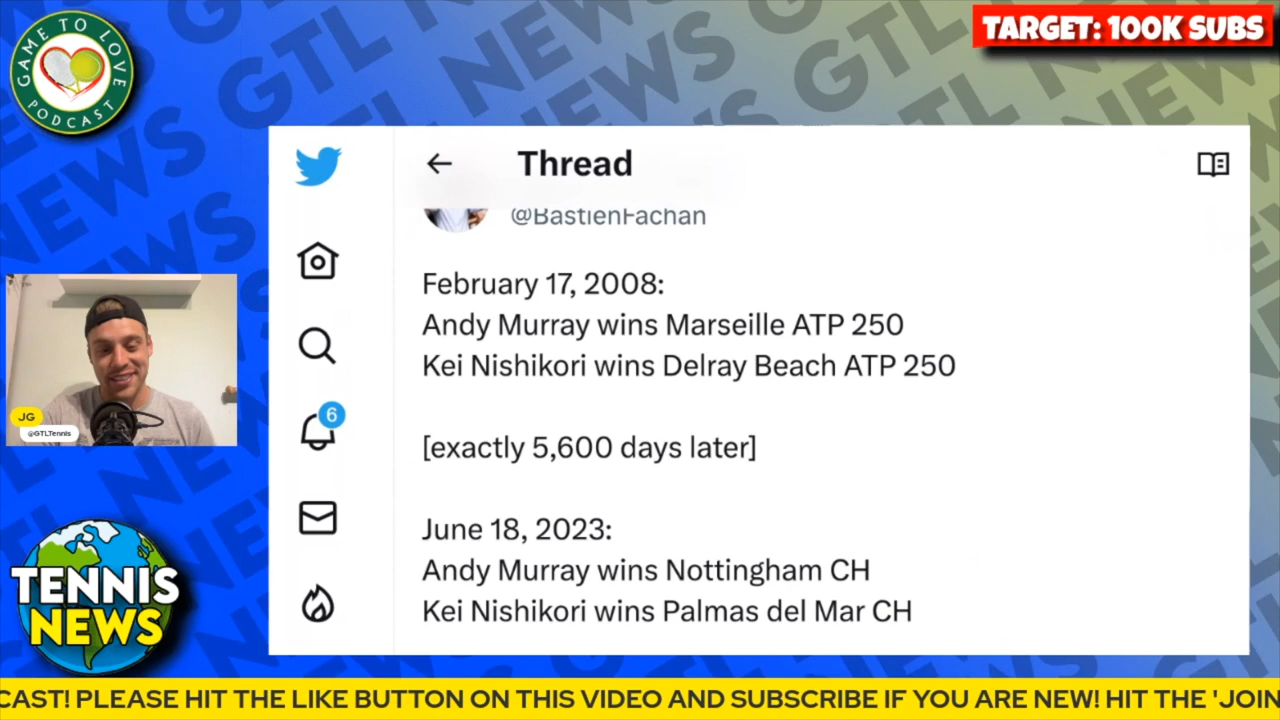 GAME TO LOVE
PODCAST
TARGET: 100K SUBS
Thread
@BastienFachan
February 17, 2008:
Andy Murray wins Marseille ATP 250
Kei Nishikori wins Delray Beach ATP 250
[exactly 5,600 days later]
June 18, 2023:
Andy Murray wins Nottingham CH
Kei Nishikori wins Palmas del Mar CH
6
JG
@GTLTennis
TENNIS
NEWS
GTL NEWS
CAST! PLEASE HIT THE LIKE BUTTON ON THIS VIDEO AND SUBSCRIBE IF YOU ARE NEW! HIT THE 'JOIN